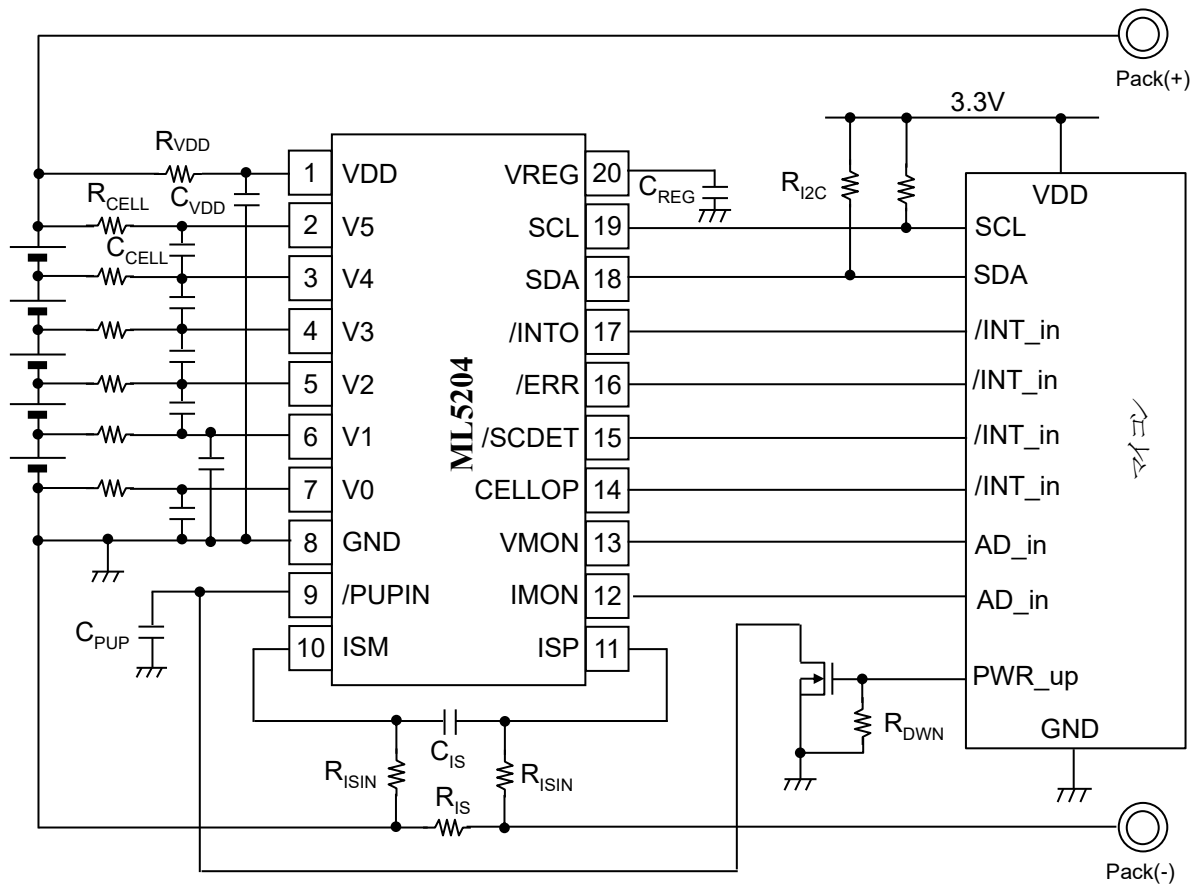 Pack(+)
3.3V
RVDD
1 VDD
VREG 20
CREG
RI2C
VDD
RCELL
CVDD
2 V5
SCL 19
SCL
CCELL
3 V4
SDA 18
SDA
4 V3
/INTO 17
/INT_in
5 V2
/ERR 16
/INT_in
ML5204
マイコン
6 V1
/SCDET 15
/INT_in
7 V0
CELLOP 14
/INT_in
8 GND
VMON 13
AD_in
9 /PUPIN
IMON 12
AD_in
CPUP
10 ISM
ISP 11
PWR_up
RDWN
GND
CIS
RISIN
RIS
RISIN
Pack(-)